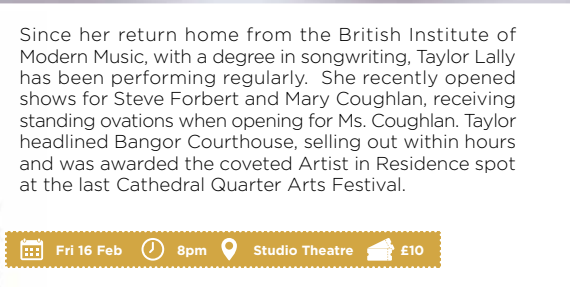 Since her return home from the British Institute of
Modern Music, with a degree in songwriting, Taylor Lally
has been performing regularly.  She recently opened
shows for Steve Forbert and Mary Coughlan, receiving
standing ovations when opening for Ms. Coughlan. Taylor
headlined Bangor Courthouse, selling out within hours
and was awarded the coveted Artist in Residence spot
at the last Cathedral Quarter Arts Festival.
Fri 16 Feb 8pm Studio Theatre £10